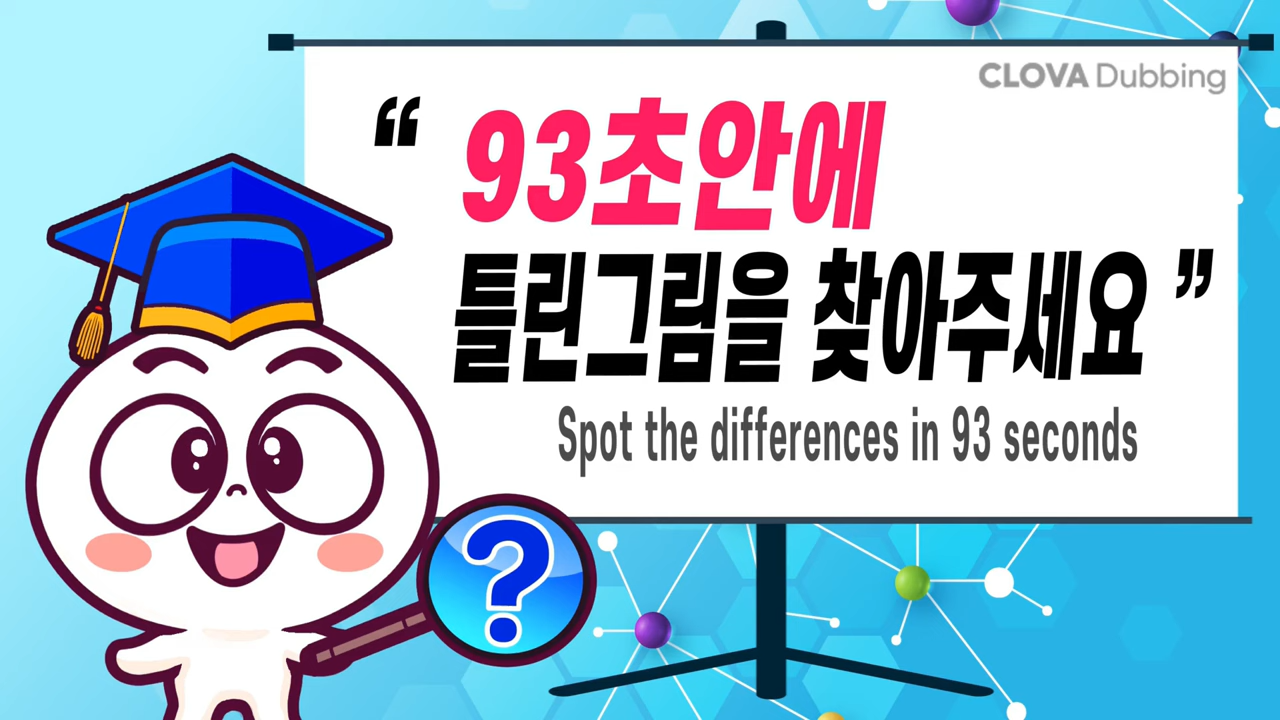 CLOVA Dubbing
“ 93초안에
틀린그림을 찾아주세요 ”
Spot the differences in 93 seconds
?